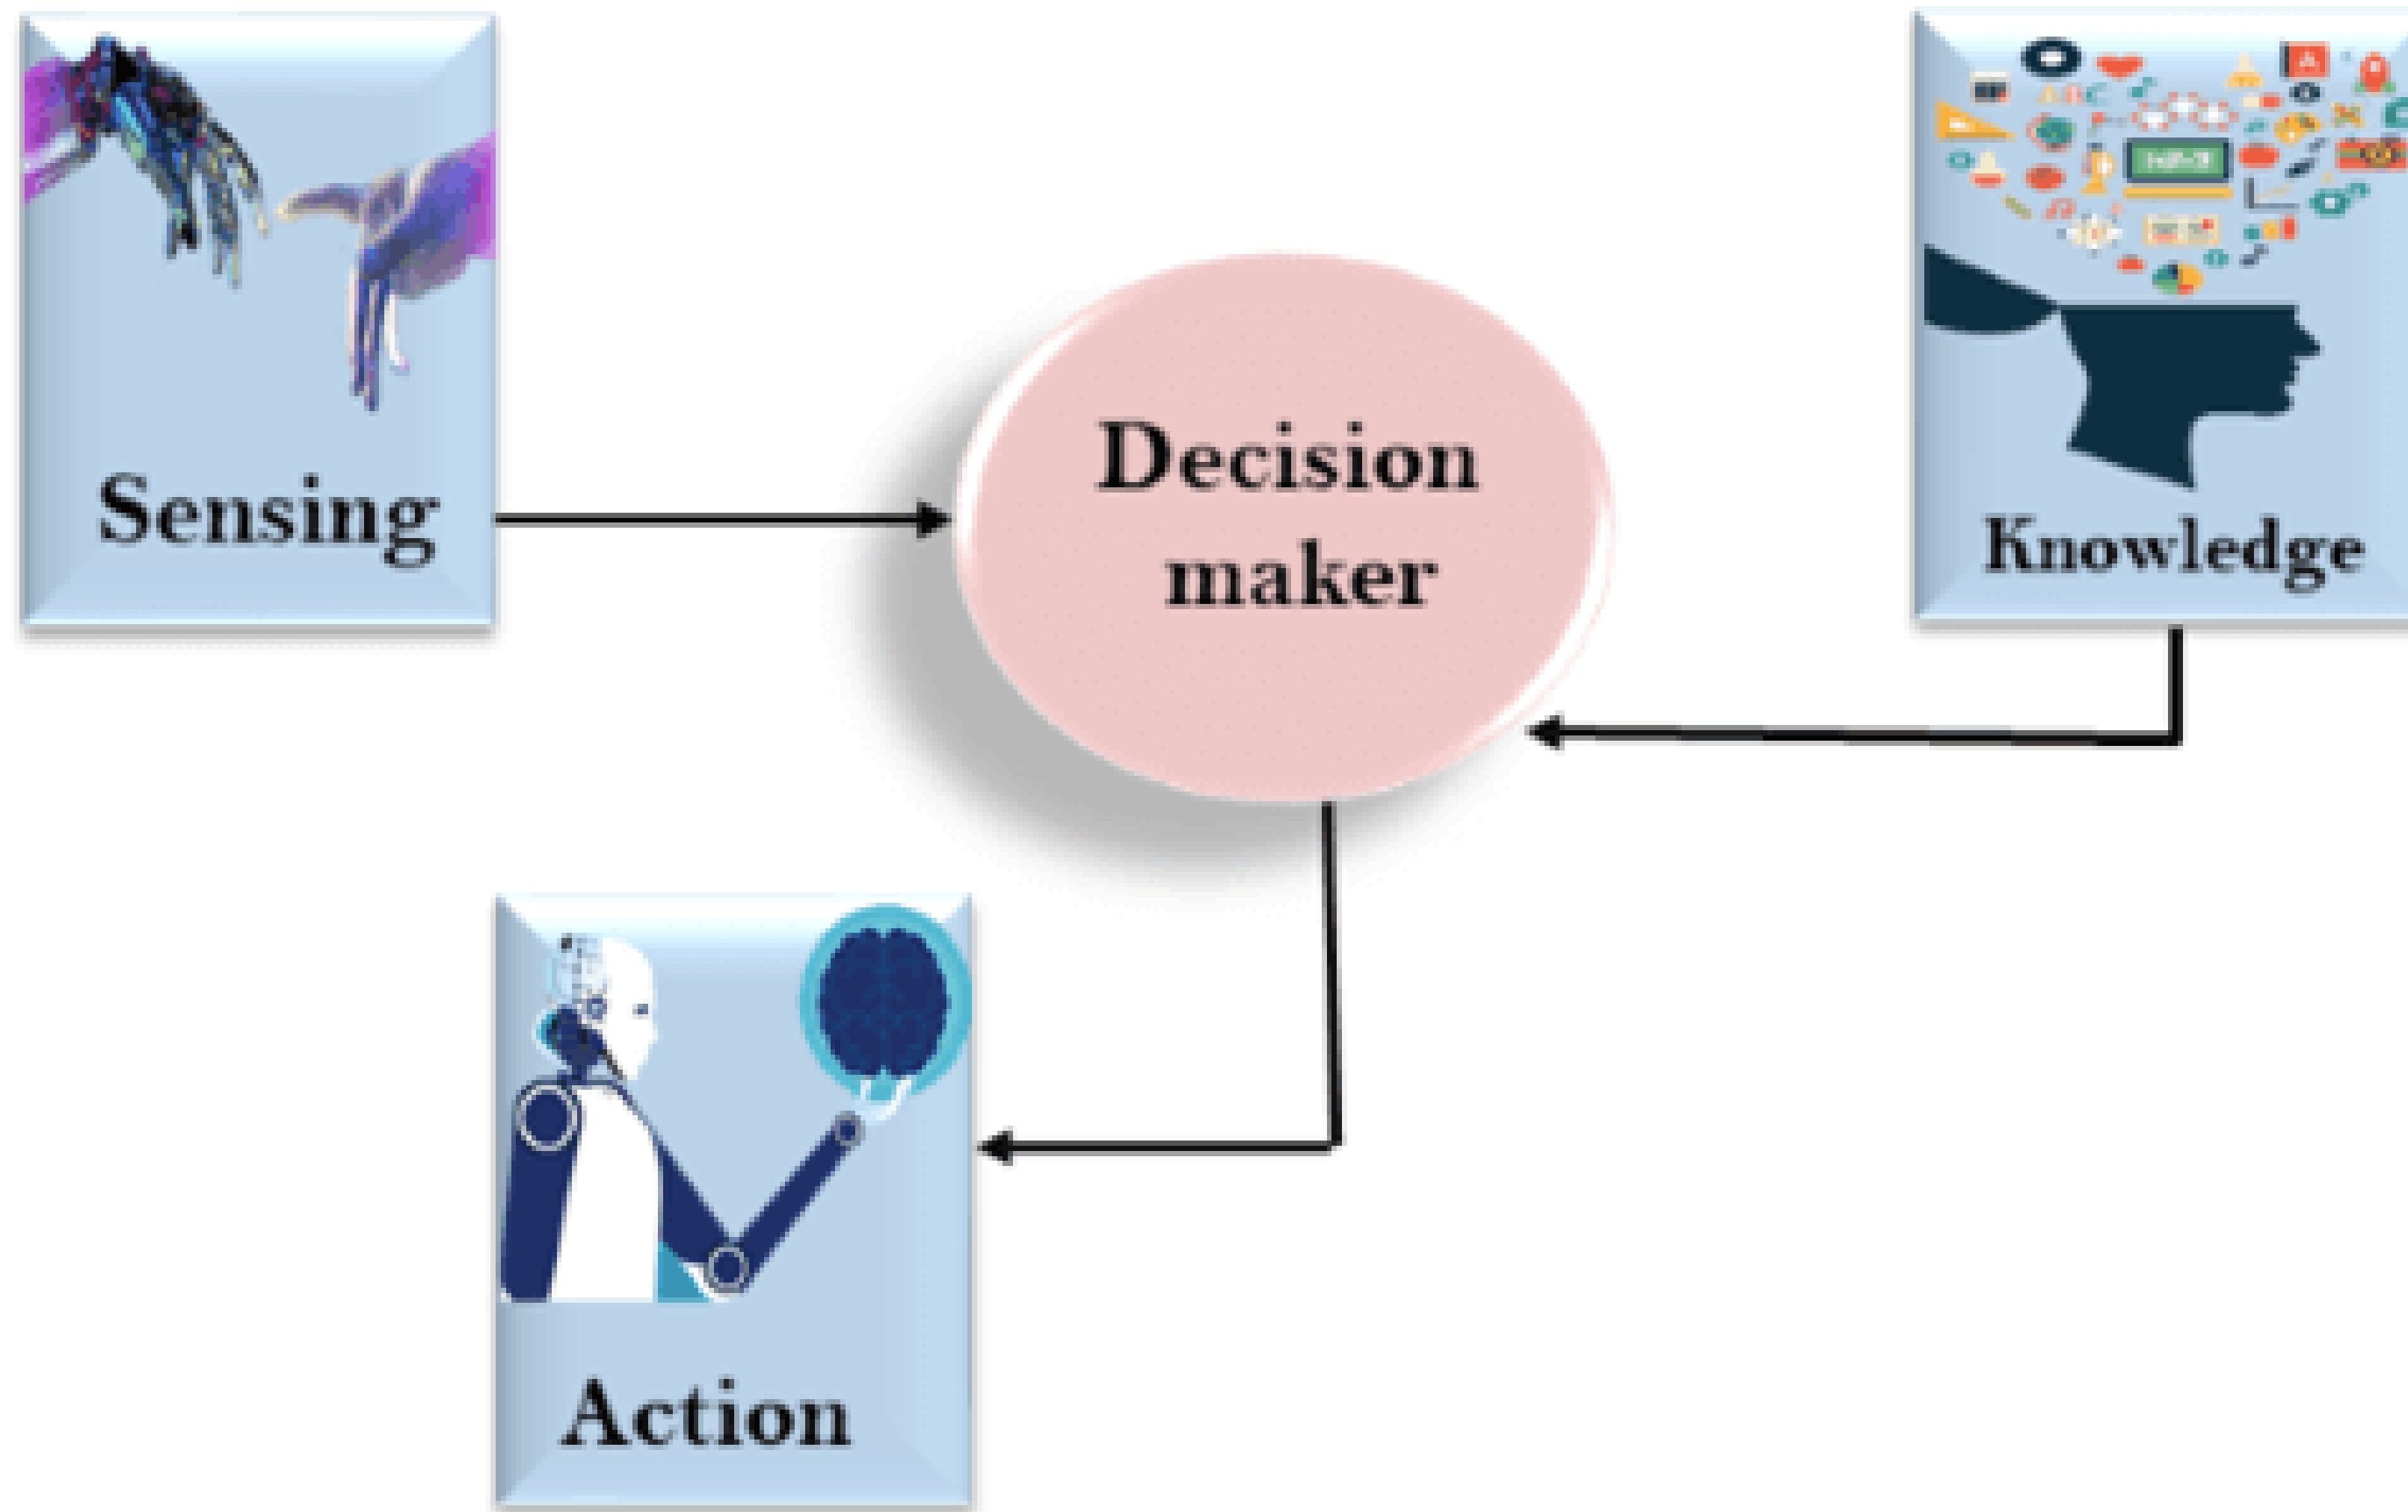 Sensing
Decision
maker
Knowledge
Action